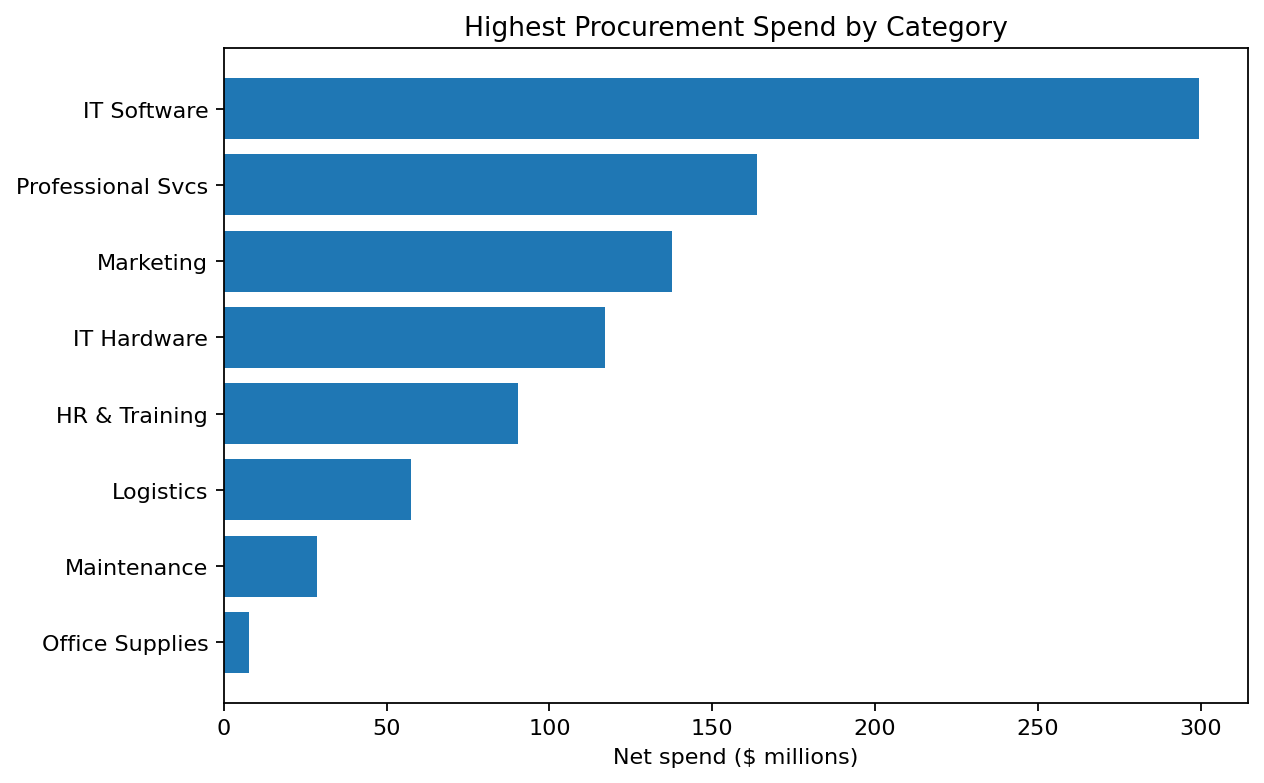 Highest Procurement Spend by Category
IT Software
Professional Svcs
Marketing
IT Hardware
HR & Training
Logistics
Maintenance
Office Supplies
0 50 100 150 200 250 300
Net spend ($ millions)